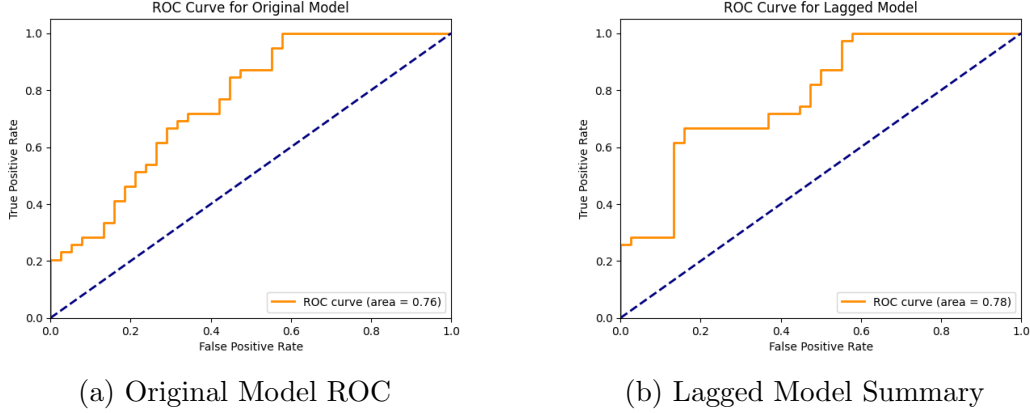 ROC Curve for Original Model
True Positive Rate
1.0
0.8
0.6
0.4
0.2
0.0
ROC curve (area = 0.76)
0.0 0.2 0.4 0.6 0.8 1.0
False Positive Rate
(a) Original Model ROC
ROC Curve for Lagged Model
True Positive Rate
1.0
0.8
0.6
0.4
0.2
0.0
ROC curve (area = 0.78)
0.0 0.2 0.4 0.6 0.8 1.0
False Positive Rate
(b) Lagged Model Summary